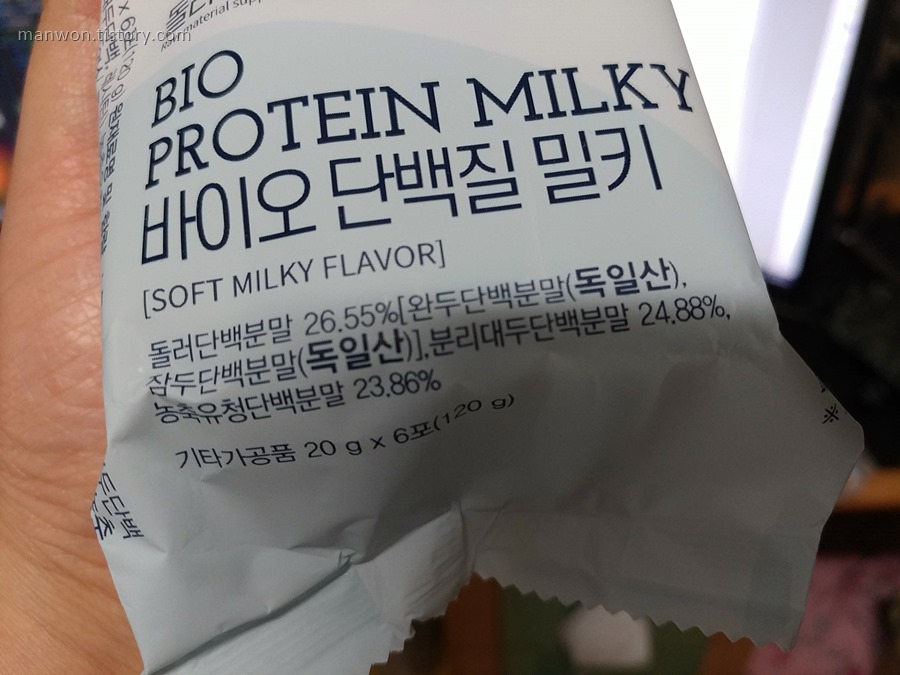 manwon.tistory.com
BIO
PROTEIN MILKY
바이오 단백질 밀키
[SOFT MILKY FLAVOR]
돌러단백분말 26.55%[완두단백분말(독일산),
잠두단백분말(독일산)],분리대두단백분말 24.88%,
농축유청단백분말 23.86%
기타가공품 20 g x 6포(120 g)
※